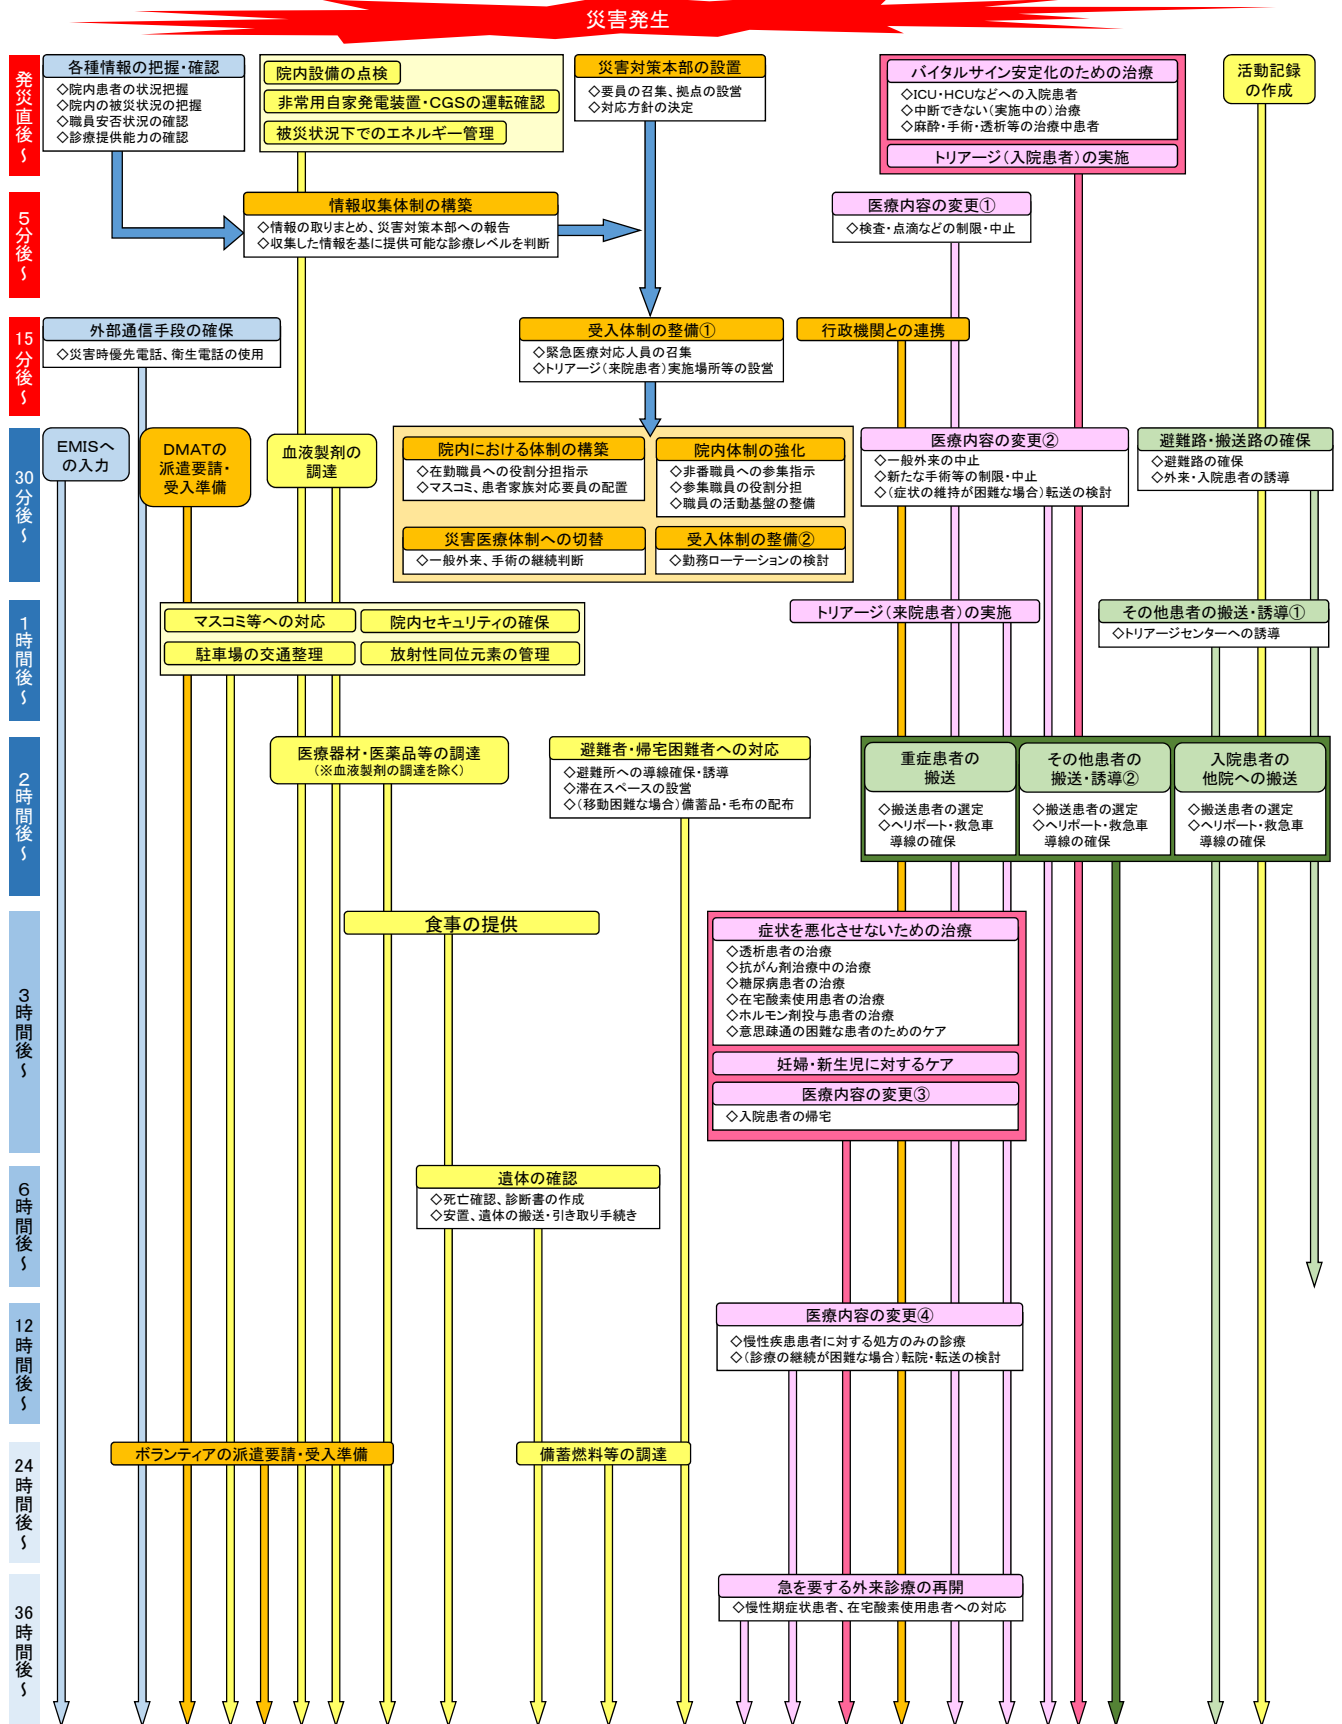 災害発生
発災直後～
各種情報の把握・確認
◇院内患者の状況把握
◇院内の被災状況の把握
◇職員安否状況の確認
◇診療提供能力の確認
院内設備の点検
非常用自家発電装置・CGSの運転確認
被災状況下でのエネルギー管理
災害対策本部の設置
◇要員の召集、拠点の設営
◇対応方針の決定
バイタルサイン安定化のための治療
◇ICU・HCUなどへの入院患者
◇中断できない(実施中の)治療
◇麻酔・手術・透析等の治療中患者
トリアージ(入院患者)の実施
活動記録
の作成
5分後～
情報収集体制の構築
◇情報の取りまとめ、災害対策本部への報告
◇収集した情報を基に提供可能な診療レベルを判断
医療内容の変更①
◇検査・点滴などの制限・中止
15分後～
外部通信手段の確保
◇災害時優先電話、衛生電話の使用
受入体制の整備①
◇緊急医療対応人員の召集
◇トリアージ(来院患者)実施場所等の設営
行政機関との連携
30分後～
EMISへ
の入力
DMATの
派遣要請・
受入準備
血液製剤の
調達
院内における体制の構築
◇在勤職員への役割分担指示
◇マスコミ、患者家族対応要員の配置
院内体制の強化
◇非番職員への参集指示
◇参集職員の役割分担
◇職員の活動基盤の整備
災害医療体制への切替
◇一般外来、手術の継続判断
受入体制の整備②
◇勤務ローテーションの検討
医療内容の変更②
◇一般外来の中止
◇新たな手術等の制限・中止
◇(症状の維持が困難な場合)転送の検討
避難路・搬送路の確保
◇避難路の確保
◇外来・入院患者の誘導
1時間後～
マスコミ等への対応
院内セキュリティの確保
駐車場の交通整理
放射性同位元素の管理
トリアージ(来院患者)の実施
その他患者の搬送・誘導①
◇トリアージセンターへの誘導
2時間後～
医療器材・医薬品等の調達
(※血液製剤の調達を除く)
避難者・帰宅困難者への対応
◇避難所への導線確保・誘導
◇滞在スペースの設営
◇(移動困難な場合)備蓄品・毛布の配布
重症患者の
搬送
◇搬送患者の選定
◇ヘリポート・救急車
導線の確保
その他患者の
搬送・誘導②
◇搬送患者の選定
◇ヘリポート・救急車
導線の確保
入院患者の
他院への搬送
◇搬送患者の選定
◇ヘリポート・救急車
導線の確保
3時間後～
食事の提供
症状を悪化させないための治療
◇透析患者の治療
◇抗がん剤治療中の治療
◇糖尿病患者の治療
◇在宅酸素使用患者の治療
◇ホルモン剤投与患者の治療
◇意思疎通の困難な患者のためのケア
妊婦・新生児に対するケア
医療内容の変更③
◇入院患者の帰宅
6時間後～
遺体の確認
◇死亡確認、診断書の作成
◇安置、遺体の搬送・引き取り手続き
12時間後～
医療内容の変更④
◇慢性疾患患者に対する処方のみの診療
◇(診療の継続が困難な場合)転院・転送の検討
24時間後～
ボランティアの派遣要請・受入準備
備蓄燃料等の調達
36時間後～
急を要する外来診療の再開
◇慢性期症状患者、在宅酸素使用患者への対応